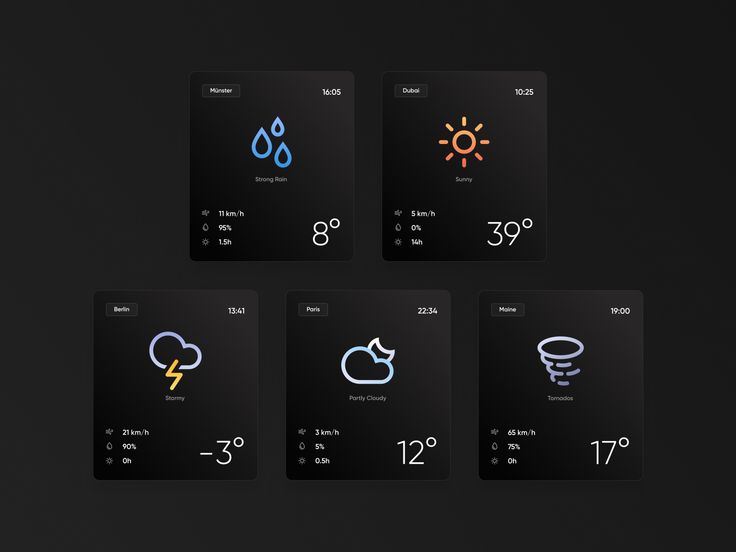 Münster 16:05
Strong Rain
11 km/h
95%
1.5h
8°
Dubai 10:25
Sunny
5 km/h
0%
14h
39°
Berlin 13:41
Stormy
21 km/h
90%
0h
-3°
Paris 22:34
Partly Cloudy
3 km/h
5%
0.5h
12°
Maine 19:00
Tornados
65 km/h
75%
0h
17°